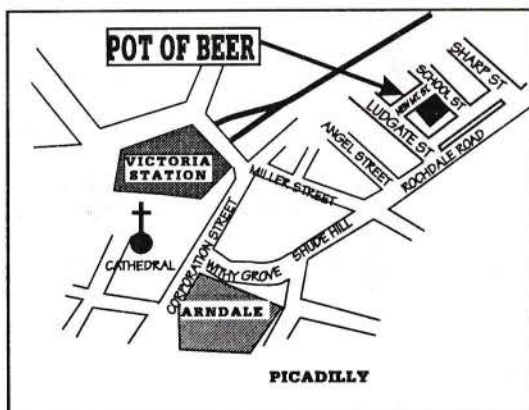 POT OF BEER
SHARP ST
SCHOOL ST
NEW MT. ST.
LUDGATE ST
ANGEL STREET
ROCHDALE ROAD
VICTORIA
STATION
MILLER STREET
CATHEDRAL
CORPORATION STREET
WITHY GROVE
SHUDE HILL
ARNDALE
PICADILLY